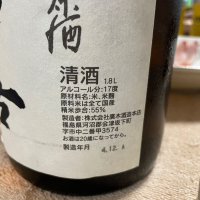 原酒
清酒 1.8L
アルコール分:17度
原材料名:米、米麹
原料米は全て国産
精米歩合:55%
製造者:株式会社廣木酒造本店
福島県河沼郡会津坂下町
字市中二番甲3574
お酒は20歳になってから。
製造年月 4.12.